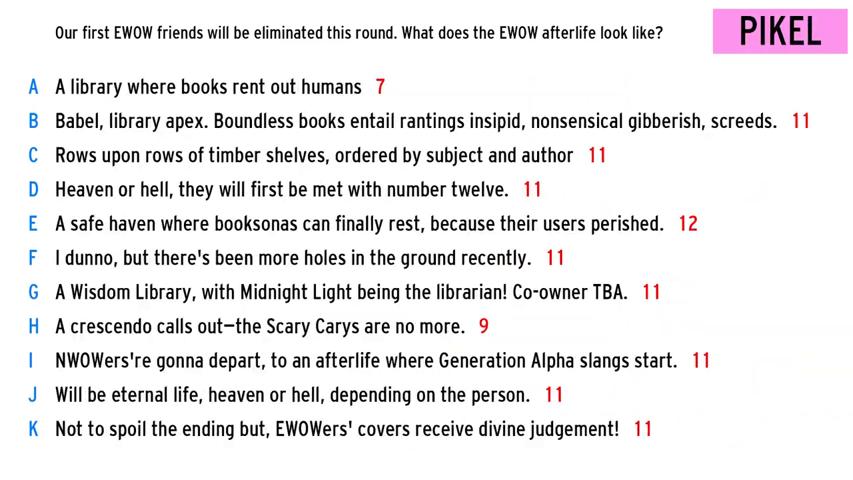 Our first EWOW friends will be eliminated this round. What does the EWOW afterlife look like?
PIKEL
A A library where books rent out humans 7
B Babel, library apex. Boundless books entail rantings insipid, nonsensical gibberish, screeds. 11
C Rows upon rows of timber shelves, ordered by subject and author 11
D Heaven or hell, they will first be met with number twelve. 11
E A safe haven where booksonas can finally rest, because their users perished. 12
F I dunno, but there's been more holes in the ground recently. 11
G A Wisdom Library, with Midnight Light being the librarian! Co-owner TBA. 11
H A crescendo calls out—the Scary Carys are no more. 9
I NWOWers're gonna depart, to an afterlife where Generation Alpha slangs start. 11
J Will be eternal life, heaven or hell, depending on the person. 11
K Not to spoil the ending but, EWOWers' covers receive divine judgement! 11